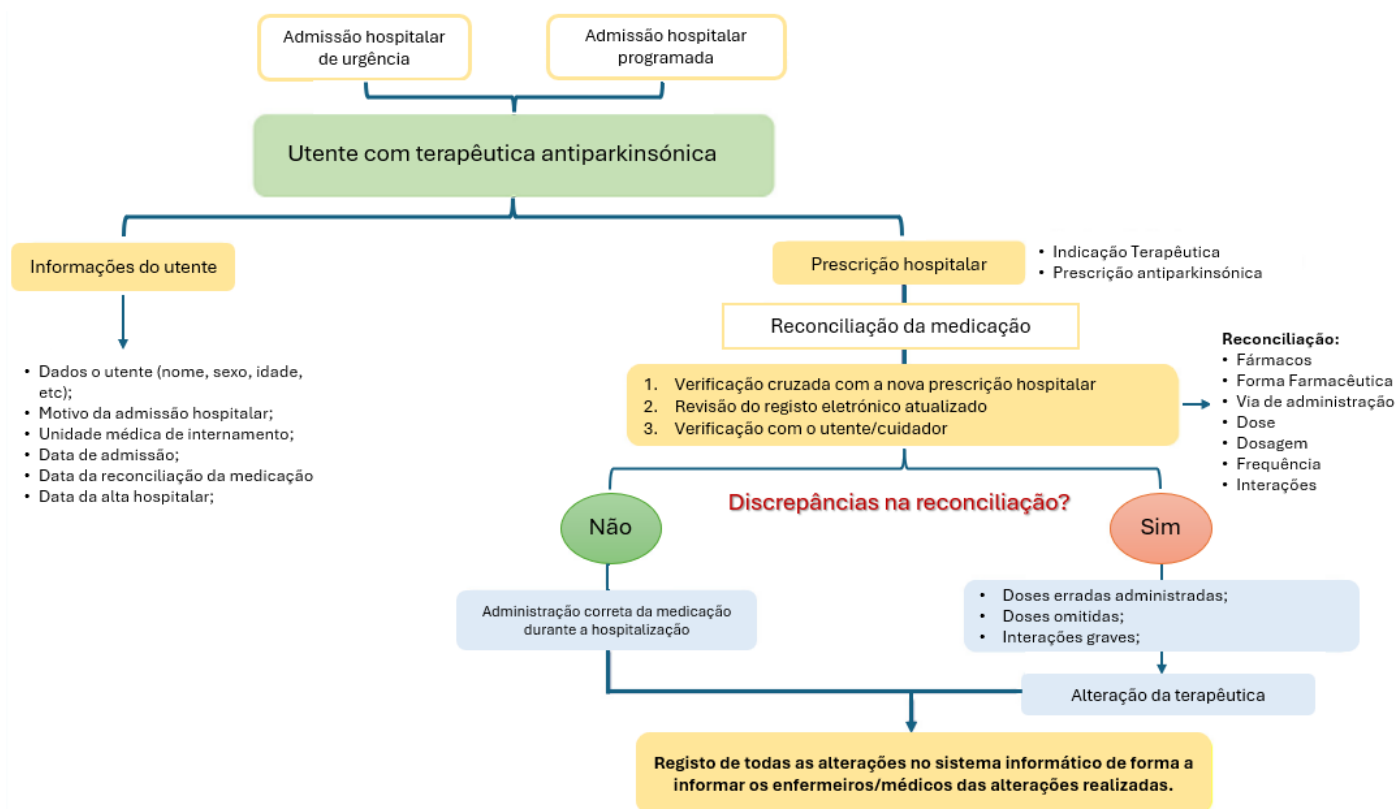 Admissão hospitalar
de urgência
Admissão hospitalar
programada
Utente com terapêutica antiparkinsónica
Informações do utente
Prescrição hospitalar
• Indicação Terapêutica
• Prescrição antiparkinsónica
Reconciliação da medicação
• Dados o utente (nome, sexo, idade,
etc);
• Motivo da admissão hospitalar;
• Unidade médica de internamento;
• Data de admissão;
• Data da reconciliação da medicação
• Data da alta hospitalar;
1. Verificação cruzada com a nova prescrição hospitalar
2. Revisão do registo eletrónico atualizado
3. Verificação com o utente/cuidador
Reconciliação:
• Fármacos
• Forma Farmacêutica
• Via de administração
• Dose
• Dosagem
• Frequência
• Interações
Discrepâncias na reconciliação?
Não
Sim
Administração correta da medicação
durante a hospitalização
• Doses erradas administradas;
• Doses omitidas;
• Interações graves;
Alteração da terapêutica
Registo de todas as alterações no sistema informático de forma a
informar os enfermeiros/médicos das alterações realizadas.